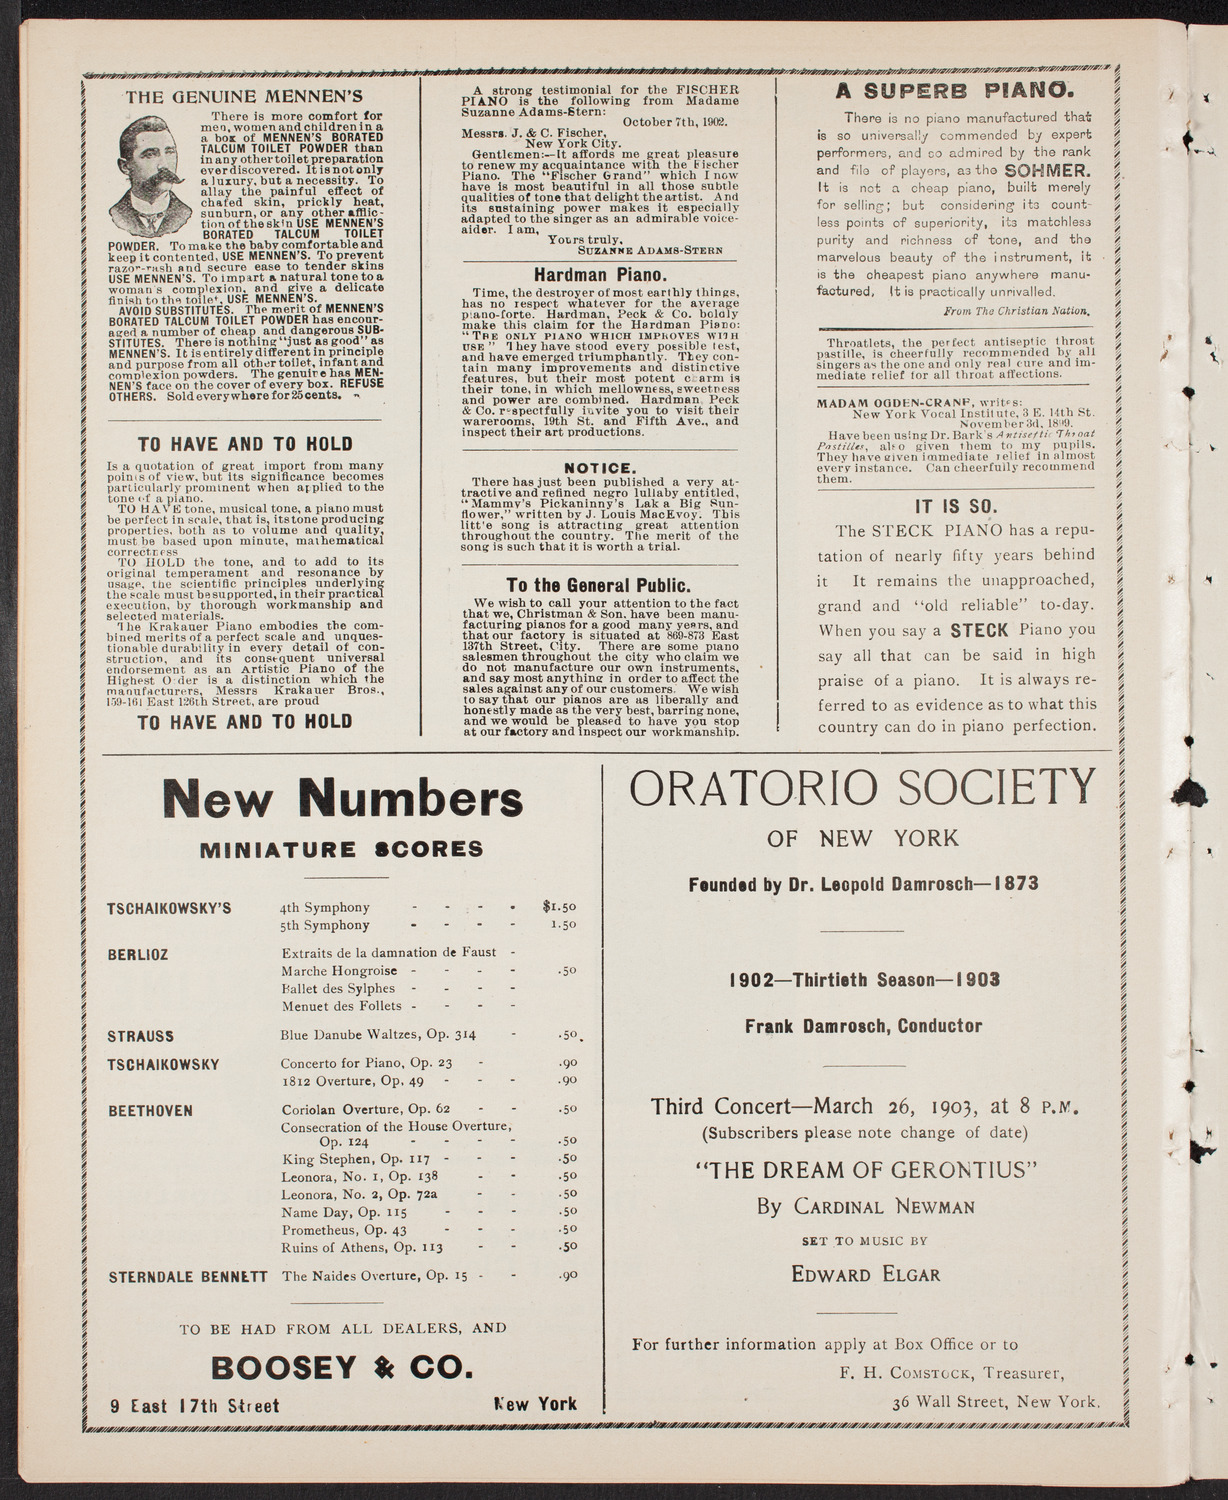 THE GENUINE MENNEN'S
There is more comfort for
men, women and children in a
a box of MENNEN'S BORATED
TALCUM TOILET POWDER than
in any other toilet preparation
ever discovered. It is not only
a luxury, but a necessity. To
allay the painful effect of
chafed skin, prickly heat,
sunburn, or any other afflic-
tion of the skin USE MENNEN'S
BORATED TALCUM TOILET
POWDER. To make the baby comfortable and
keep it contented, USE MENNEN'S. To prevent
razor-rash and secure ease to tender skins
USE MENNEN'S. To impart a natural tone to a
woman's complexion, and give a delicate
finish to the toilet, USE MENNEN'S.
AVOID SUBSTITUTES. The merit of MENNEN'S
BORATED TALCUM TOILET POWDER has encour-
aged a number of cheap and dangerous SUB-
STITUTES. There is nothing "just as good" as
MENNEN'S. It is entirely different in principle
and purpose from all other toilet, infant and
complexion powders. The genuire has MEN-
NEN'S face on the cover of every box. REFUSE
OTHERS. Sold everywhere for 25 cents.
TO HAVE AND TO HOLD
Is a quotation of great import from many
points of view, but its significance becomes
particularly prominent when applied to the
tone of a piano.
TO HAVE tone, musical tone, a piano must
be perfect in scale, that is, its tone producing
properties, both as to volume and quality,
must be based upon minute, mathematical
correctness
TO HOLD the tone, and to add to its
original temperament and resonance by
usage, the scientific principles underlying
the scale must be supported, in their practical
execution, by thorough workmanship and
selected materials.
The Krakauer Piano embodies the com-
bined merits of a perfect scale and unques-
tionable durability in every detail of con-
struction, and its consequent universal
endorsement as an Artistic Piano of the
Highest Order is a distinction which the
manufacturers, Messrs Krakauer Bros.,
159-161 East 126th Street, are proud
TO HAVE AND TO HOLD
A strong testimonial for the FISCHER
PIANO is the following from Madame
Suzanne Adams-Stern:
October 7th, 1902.
Messrs. J. & C. Fischer,
New York City.
Gentlemen:—It affords me great pleasure
to renew my acquaintance with the Fischer
Piano. The "Fischer Grand" which I now
have is most beautiful in all those subtle
qualities of tone that delight the artist. And
its sustaining power makes it especially
adapted to the singer as an admirable voice-
aider. I am,
Yours truly,
SUZANNE ADAMS-STERN
Hardman Piano.
Time, the destroyer of most earthly things,
has no respect whatever for the average
piano-forte. Hardman, Peck & Co. boldly
make this claim for the Hardman Piano:
"THE ONLY PIANO WHICH IMPROVES WITH
USE" They have stood every possible test,
and have emerged triumphantly. They con-
tain many improvements and distinctive
features, but their most potent charm is
their tone, in which mellowness, sweetness
and power are combined. Hardman, Peck
& Co. respectfully invite you to visit their
warerooms, 19th St. and Fifth Ave., and
inspect their art productions.
NOTICE.
There has just been published a very at-
tractive and refined negro lullaby entitled,
"Mammy's Pickaninny's Lak a Big Sun-
flower," written by J. Louis MacEvoy. This
litt'e song is attracting great attention
throughout the country. The merit of the
song is such that it is worth a trial.
To the General Public.
We wish to call your attention to the fact
that we, Christman & Son, have been manu-
facturing pianos for a good many years, and
that our factory is situated at 869-873 East
137th Street, City. There are some piano
salesmen throughout the city who claim we
do not manufacture our own instruments,
and say most anything in order to affect the
sales against any of our customers. We wish
to say that our pianos are as liberally and
honestly made as the very best, barring none,
and we would be pleased to have you stop
at our factory and inspect our workmanship.
A SUPERB PIANO.
There is no piano manufactured that
is so universally commended by expert
performers, and so admired by the rank
and file of players, as the SOHMER.
It is not a cheap piano, built merely
for selling; but considering its count-
less points of superiority, its matchless
purity and richness of tone, and the
marvelous beauty of the instrument, it
is the cheapest piano anywhere manu-
factured, It is practically unrivalled.
From The Christian Nation.
Throatlets, the perfect antiseptic throat
pastille, is cheerfully recommended by all
singers as the one and only real cure and im-
mediate relief for all throat affections.
MADAM OGDEN-CRANE, writes:
New York Vocal Institute, 3 E. 14th St.
November 3d, 1899.
Have been using Dr. Bark's Antiseptic Throat
Pastilles, also given them to my pupils.
They have given immediate relief in almost
every instance. Can cheerfully recommend
them.
IT IS SO.
The STECK PIANO has a repu-
tation of nearly fifty years behind
it It remains the unapproached,
grand and "old reliable" to-day.
When you say a STECK Piano you
say all that can be said in high
praise of a piano. It is always re-
ferred to as evidence as to what this
country can do in piano perfection.
New Numbers
MINIATURE SCORES
TSCHAIKOWSKY'S 4th Symphony - - - - $1.50
5th Symphony - - - - 1.50
BERLIOZ Extraits de la damnation de Faust -
Marche Hongroise - - - - .50
Ballet des Sylphes - - - -
Menuet des Follets - - - -
STRAUSS Blue Danube Waltzes, Op. 314 - .50
TSCHAIKOWSKY Concerto for Piano, Op. 23 - .90
1812 Overture, Op. 49 - - - .90
BEETHOVEN Coriolan Overture, Op. 62 - - .50
Consecration of the House Overture,
Op. 124 - - - - .50
King Stephen, Op. 117 - - - .50
Leonora, No. 1, Op. 138 - - .50
Leonora, No. 2, Op. 72a - - .50
Name Day, Op. 115 - - - .50
Prometheus, Op. 43 - - - .50
Ruins of Athens, Op. 113 - - .50
STERNDALE BENNETT The Naides Overture, Op. 15 - - .90
TO BE HAD FROM ALL DEALERS, AND
BOOSEY & CO.
9 East 17th Street New York
ORATORIO SOCIETY
OF NEW YORK
Founded by Dr. Leopold Damrosch—1873
1902—Thirtieth Season—1903
Frank Damrosch, Conductor
Third Concert—March 26, 1903, at 8 P.M.
(Subscribers please note change of date)
"THE DREAM OF GERONTIUS"
By CARDINAL NEWMAN
SET TO MUSIC BY
EDWARD ELGAR
For further information apply at Box Office or to
F. H. COMSTOCK, Treasurer,
36 Wall Street, New York.